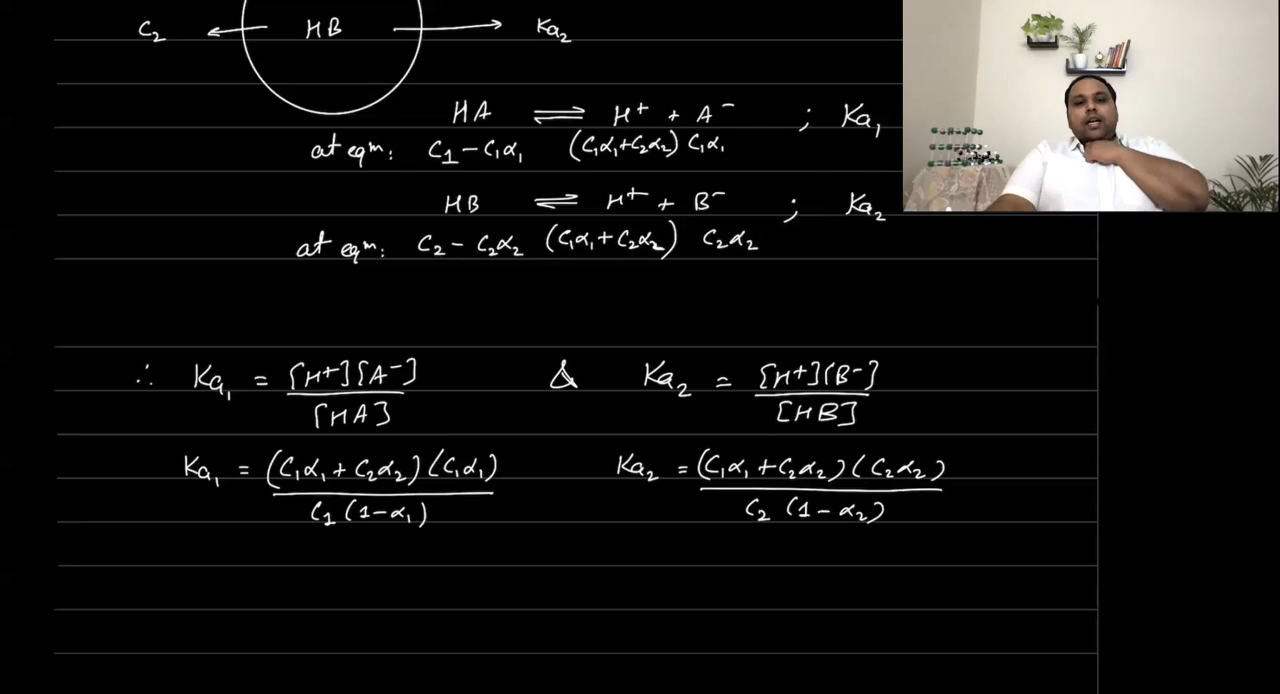 C₂ ← HB → Ka₂
HA ⇌ H⁺ + A⁻ ; Ka₁
at eqm: C₁ – C₁α₁ (C₁α₁+C₂α₂) C₁α₁
HB ⇌ H⁺ + B⁻ ; Ka₂
at eqm: C₂ – C₂α₂ (C₁α₁ + C₂α₂) C₂α₂
∴ Ka₁ = [H⁺][A⁻] / [HA] & Ka₂ = [H⁺][B⁻] / [HB]
Ka₁ = (C₁α₁ + C₂α₂)(C₁α₁) / C₁(1–α₁) Ka₂ = (C₁α₁ + C₂α₂)(C₂α₂) / C₂(1–α₂)